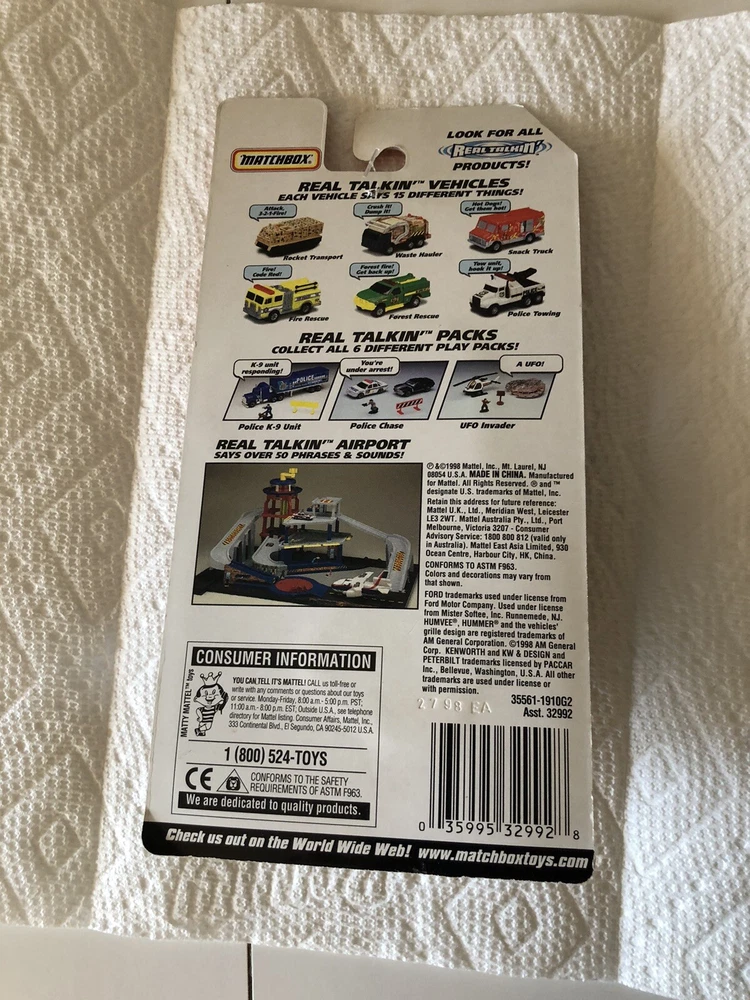 MATCHBOX®
LOOK FOR ALL
REAL TALKIN'™
PRODUCTS!
REAL TALKIN'™ VEHICLES
EACH VEHICLE SAYS 15 DIFFERENT THINGS!
Attack,
3-2-1-Fire!
Rocket Transport
Crush it!
Dump it!
Waste Hauler
Hot Dogs!
Get them hot!
Snack Truck
Fire!
Code Red!
Fire Rescue
Forest fire!
Get back up!
Forest Rescue
Tow unit,
hook it up!
Police Towing
REAL TALKIN'™ PACKS
COLLECT ALL 6 DIFFERENT PLAY PACKS!
K-9 unit
responding!
POLICE
Police K-9 Unit
You're
under arrest!
Police Chase
A UFO!
UFO Invader
REAL TALKIN'™ AIRPORT
SAYS OVER 50 PHRASES & SOUNDS!
℗ &©1998 Mattel, Inc., Mt. Laurel, NJ
08054 U.S.A. MADE IN CHINA. Manufactured
for Mattel. All Rights Reserved. ® and ™
designate U.S. trademarks of Mattel, Inc.
Retain this address for future reference:
Mattel U.K., Ltd., Meridian West, Leicester
LE3 2WT. Mattel Australia Pty., Ltd., Port
Melbourne, Victoria 3207 - Consumer
Advisory Service: 1800 800 812 (valid only
in Australia). Mattel East Asia Limited, 930
Ocean Centre, Harbour City, HK, China.
CONFORMS TO ASTM F963.
Colors and decorations may vary from
that shown.
FORD trademarks used under license from
Ford Motor Company. Used under license
from Mister Softee, Inc. Runnemede, NJ.
HUMVEE®, HUMMER® and the vehicles'
grille design are registered trademarks of
AM General Corporation. ©1998 AM General
Corp. KENWORTH and KW & DESIGN and
PETERBILT trademarks licensed by PACCAR
Inc., Bellevue, Washington, U.S.A. All other
trademarks are used under license or
with permission.
35561-1910G2
Asst. 32992
2798 EA
CONSUMER INFORMATION
MATTY MATTEL™ toys
YOU CAN TELL IT'S MATTEL! CALL us toll-free or
write with any comments or questions about our toys
or service. Monday-Friday, 8:00 a.m.- 5:00 p.m. PST;
11:00 a.m.- 8:00 p.m. EST; Outside U.S.A., see telephone
directory for Mattel listing. Consumer Affairs, Mattel, Inc.,
333 Continental Blvd., El Segundo, CA 90245-5012 U.S.A.
1 (800) 524-TOYS
CE
CONFORMS TO THE SAFETY
REQUIREMENTS OF ASTM F963.
We are dedicated to quality products.
0 35995 32992 8
Check us out on the World Wide Web! www.matchboxtoys.com